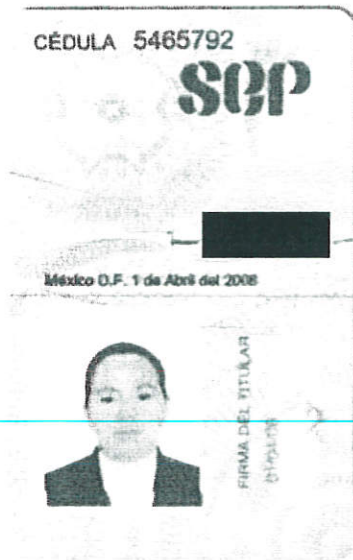 CÉDULA 5465792
SEP
México D.F. 1 de Abril del 2008
FIRMA DEL TITULAR